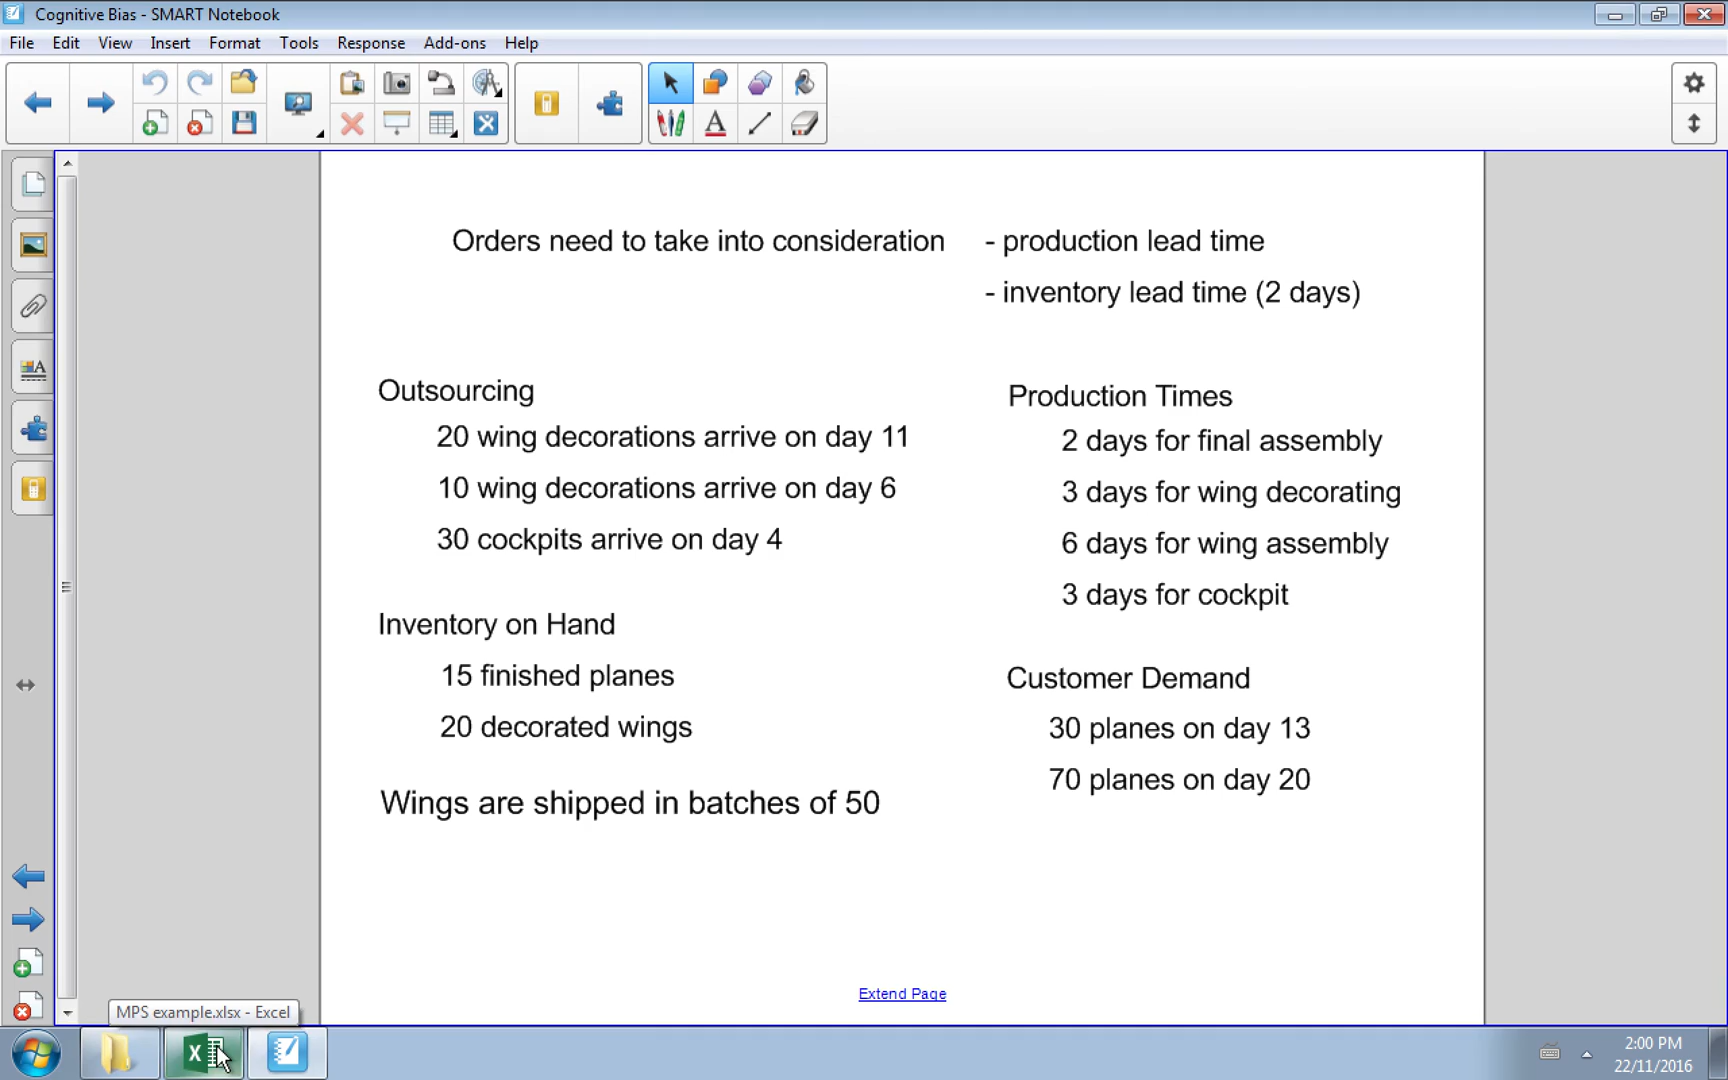 Cognitive Bias - SMART Notebook
File Edit View Insert Format Tools Response Add-ons Help
Orders need to take into consideration - production lead time
- inventory lead time (2 days)
Outsourcing
20 wing decorations arrive on day 11
10 wing decorations arrive on day 6
30 cockpits arrive on day 4
Inventory on Hand
15 finished planes
20 decorated wings
Wings are shipped in batches of 50
Production Times
2 days for final assembly
3 days for wing decorating
6 days for wing assembly
3 days for cockpit
Customer Demand
30 planes on day 13
70 planes on day 20
Extend Page
MPS example.xlsx - Excel
2:00 PM
22/11/2016